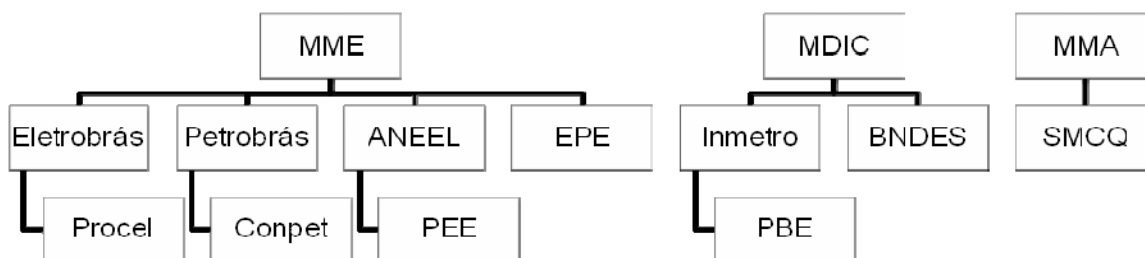 MME
MDIC
MMA
Eletrobrás
Petrobrás
ANEEL
EPE
Inmetro
BNDES
SMCQ
Procel
Conpet
PEE
PBE